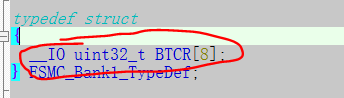 typedef struct
{
__IO uint32_t BTCR[8];
} FSMC_Bank1_TypeDef;